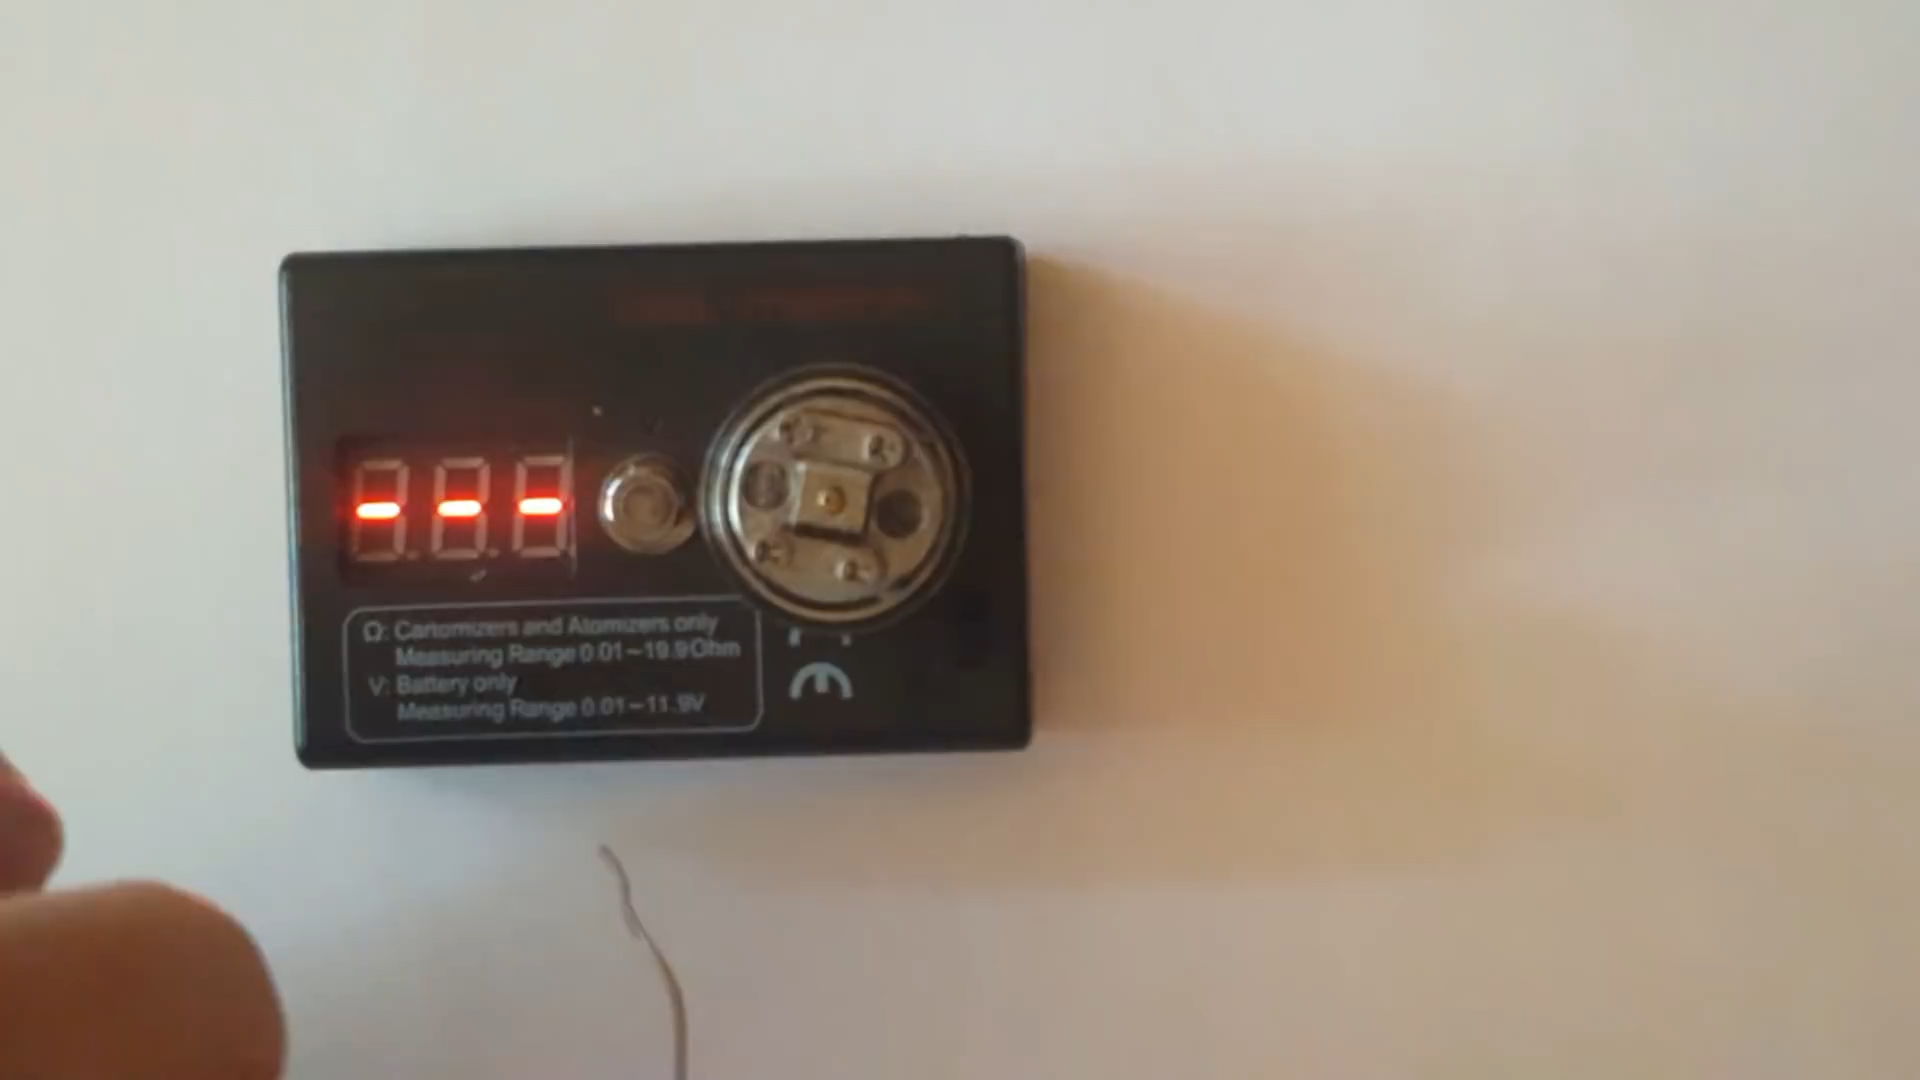 - - -
Ω: Cartomizers and Atomizers only
Measuring Range 0.01~19.9Ohm
V: Battery only
Measuring Range 0.01~11.9V